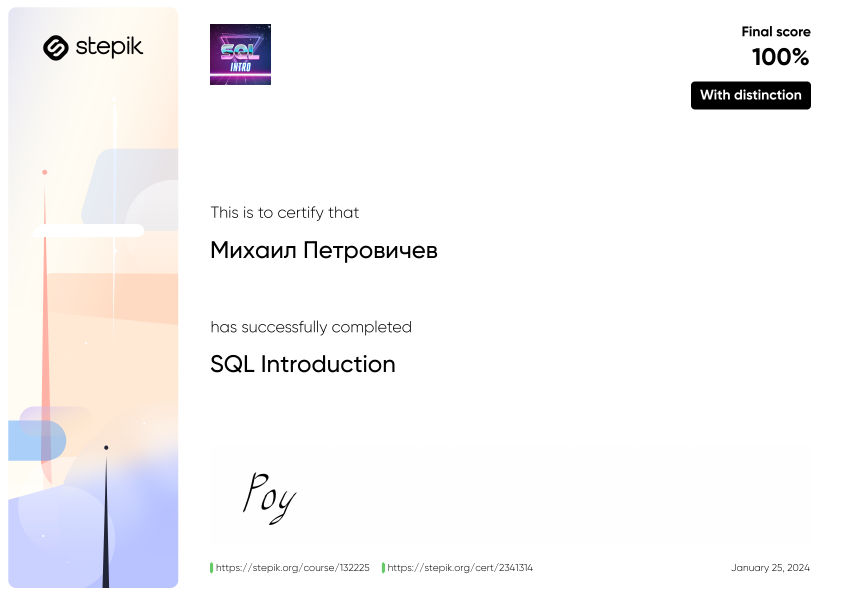 stepik
SQL
INTRO
Final score
100%
With distinction
This is to certify that
Михаил Петровичев
has successfully completed
SQL Introduction
Poy
https://stepik.org/course/132225 https://stepik.org/cert/2341314
January 25, 2024